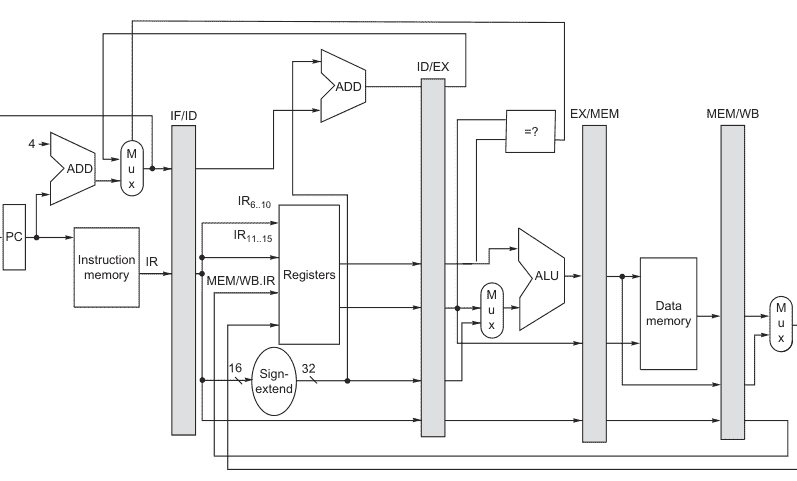 ID/EX
ADD
IF/ID
EX/MEM
MEM/WB
=?
4
ADD
M
u
x
IR6..10
PC
IR11..15
Instruction
memory
IR
MEM/WB.IR
Registers
ALU
M
u
x
Data
memory
M
u
x
16
Sign-
extend
32